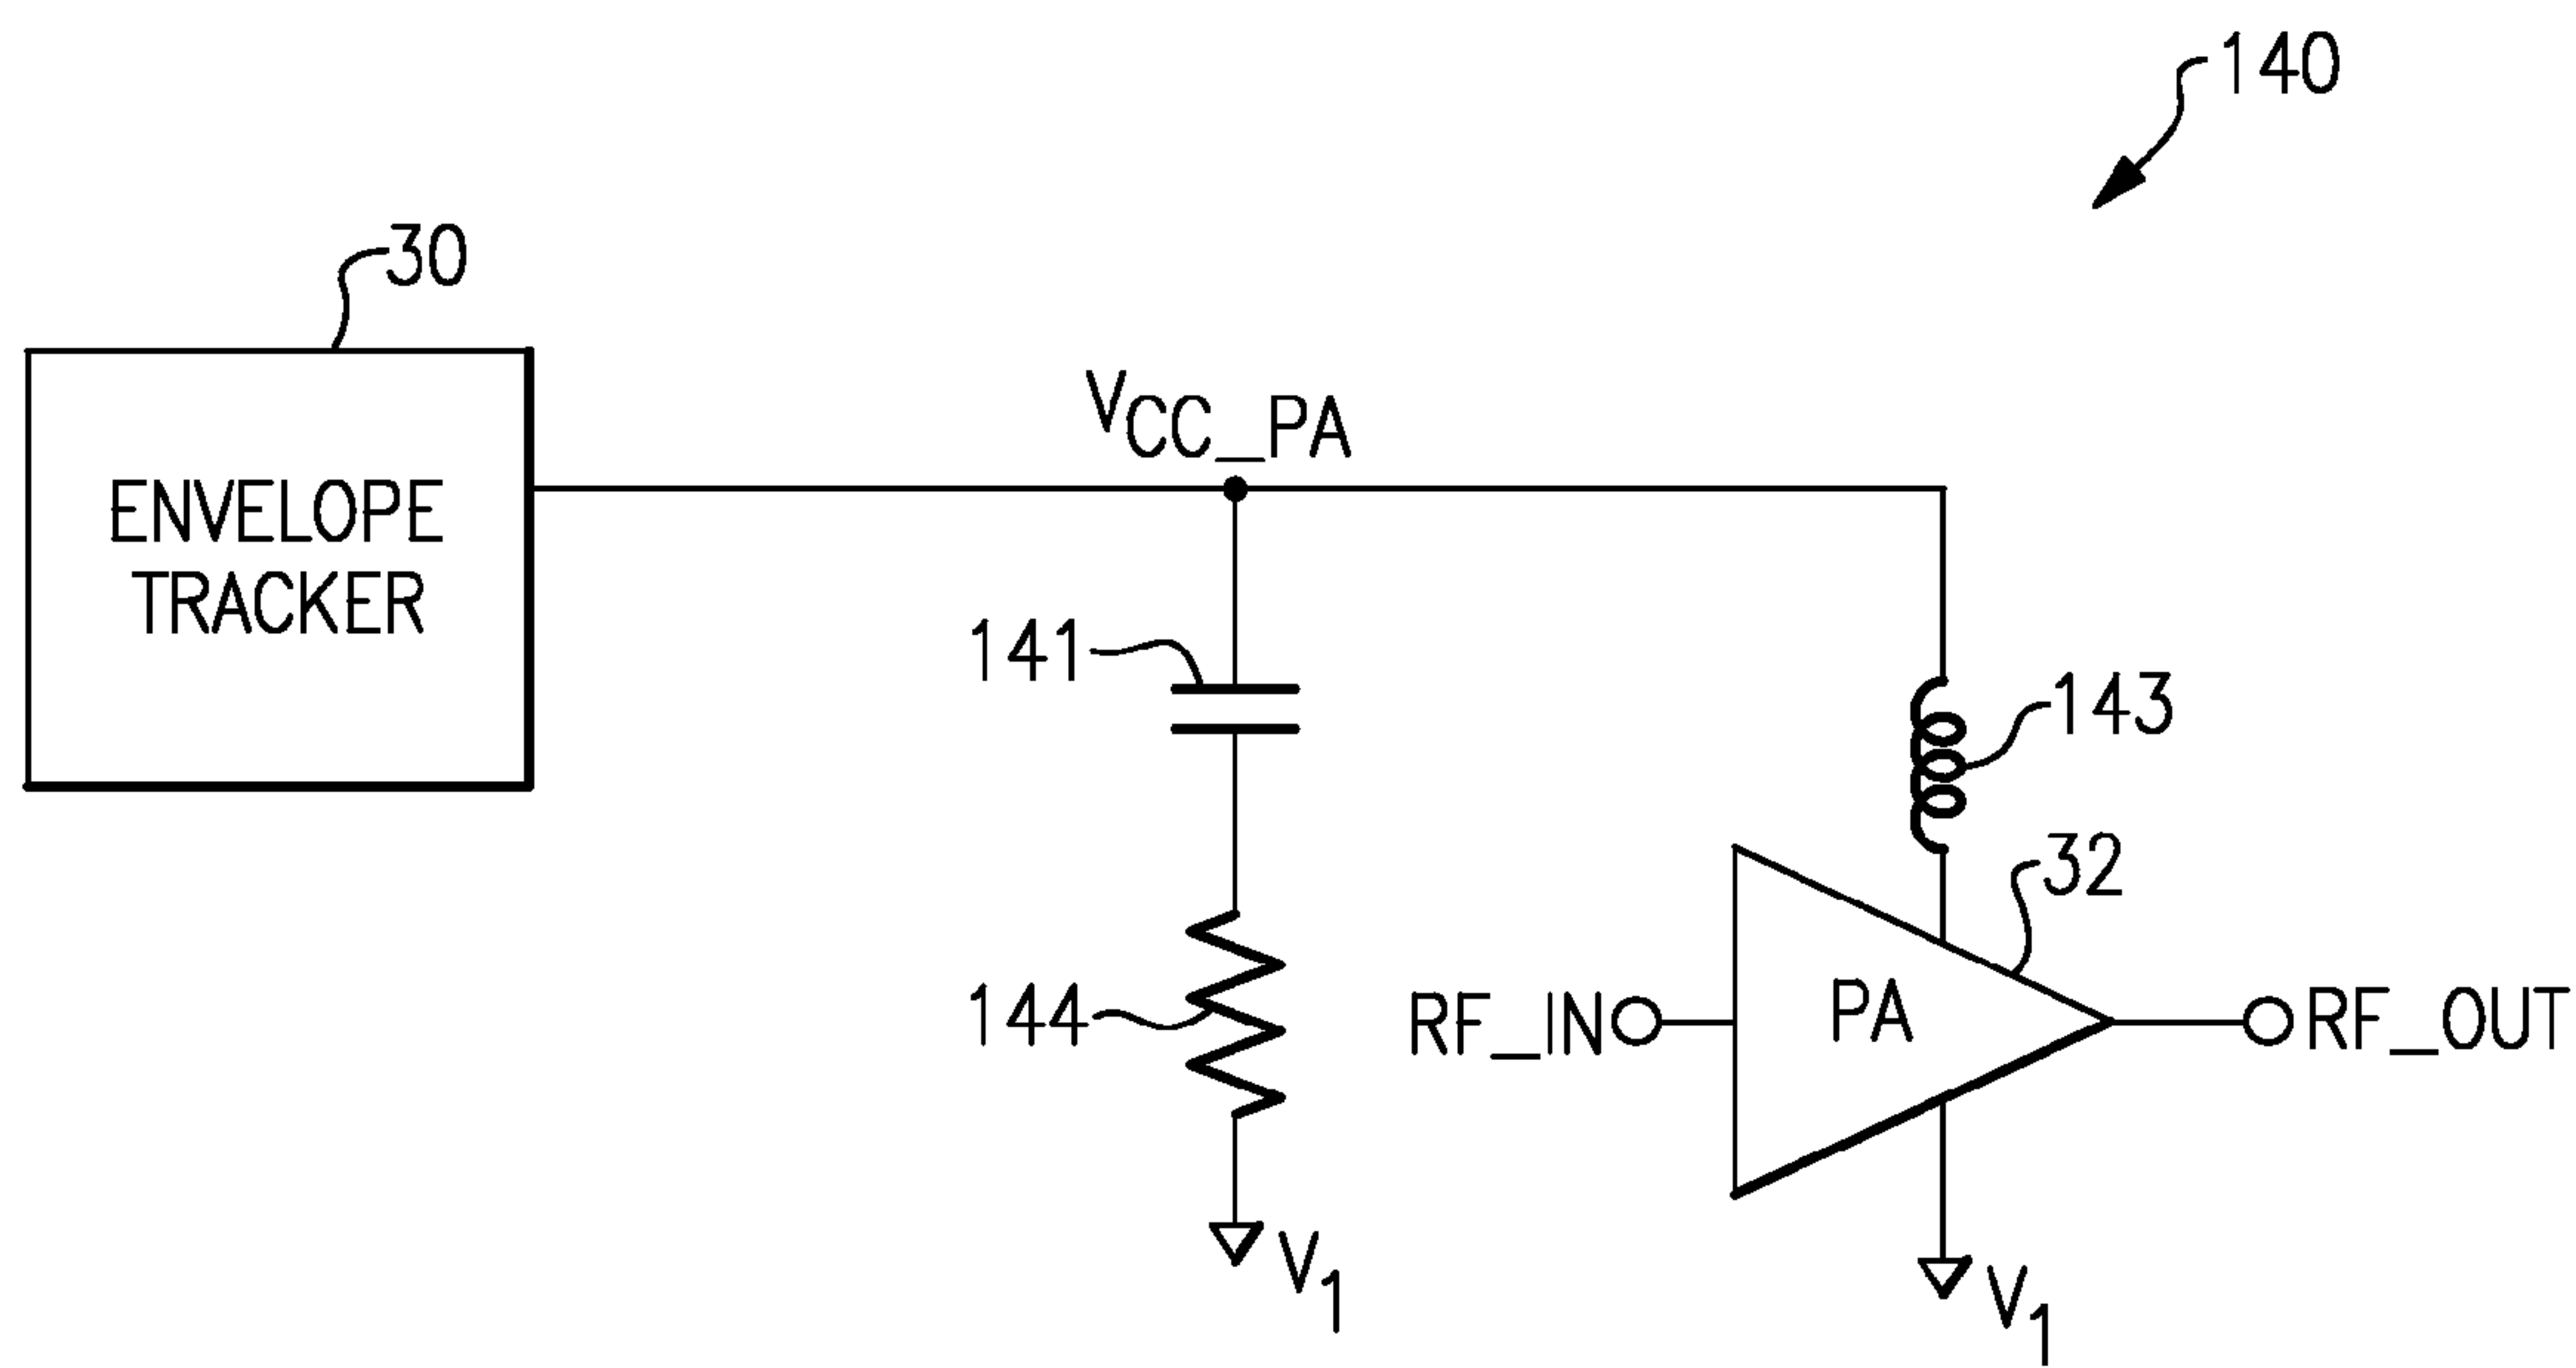 140
30
ENVELOPE
TRACKER
VCC_PA
141
143
32
144
RF_IN
PA
RF_OUT
V1
V1